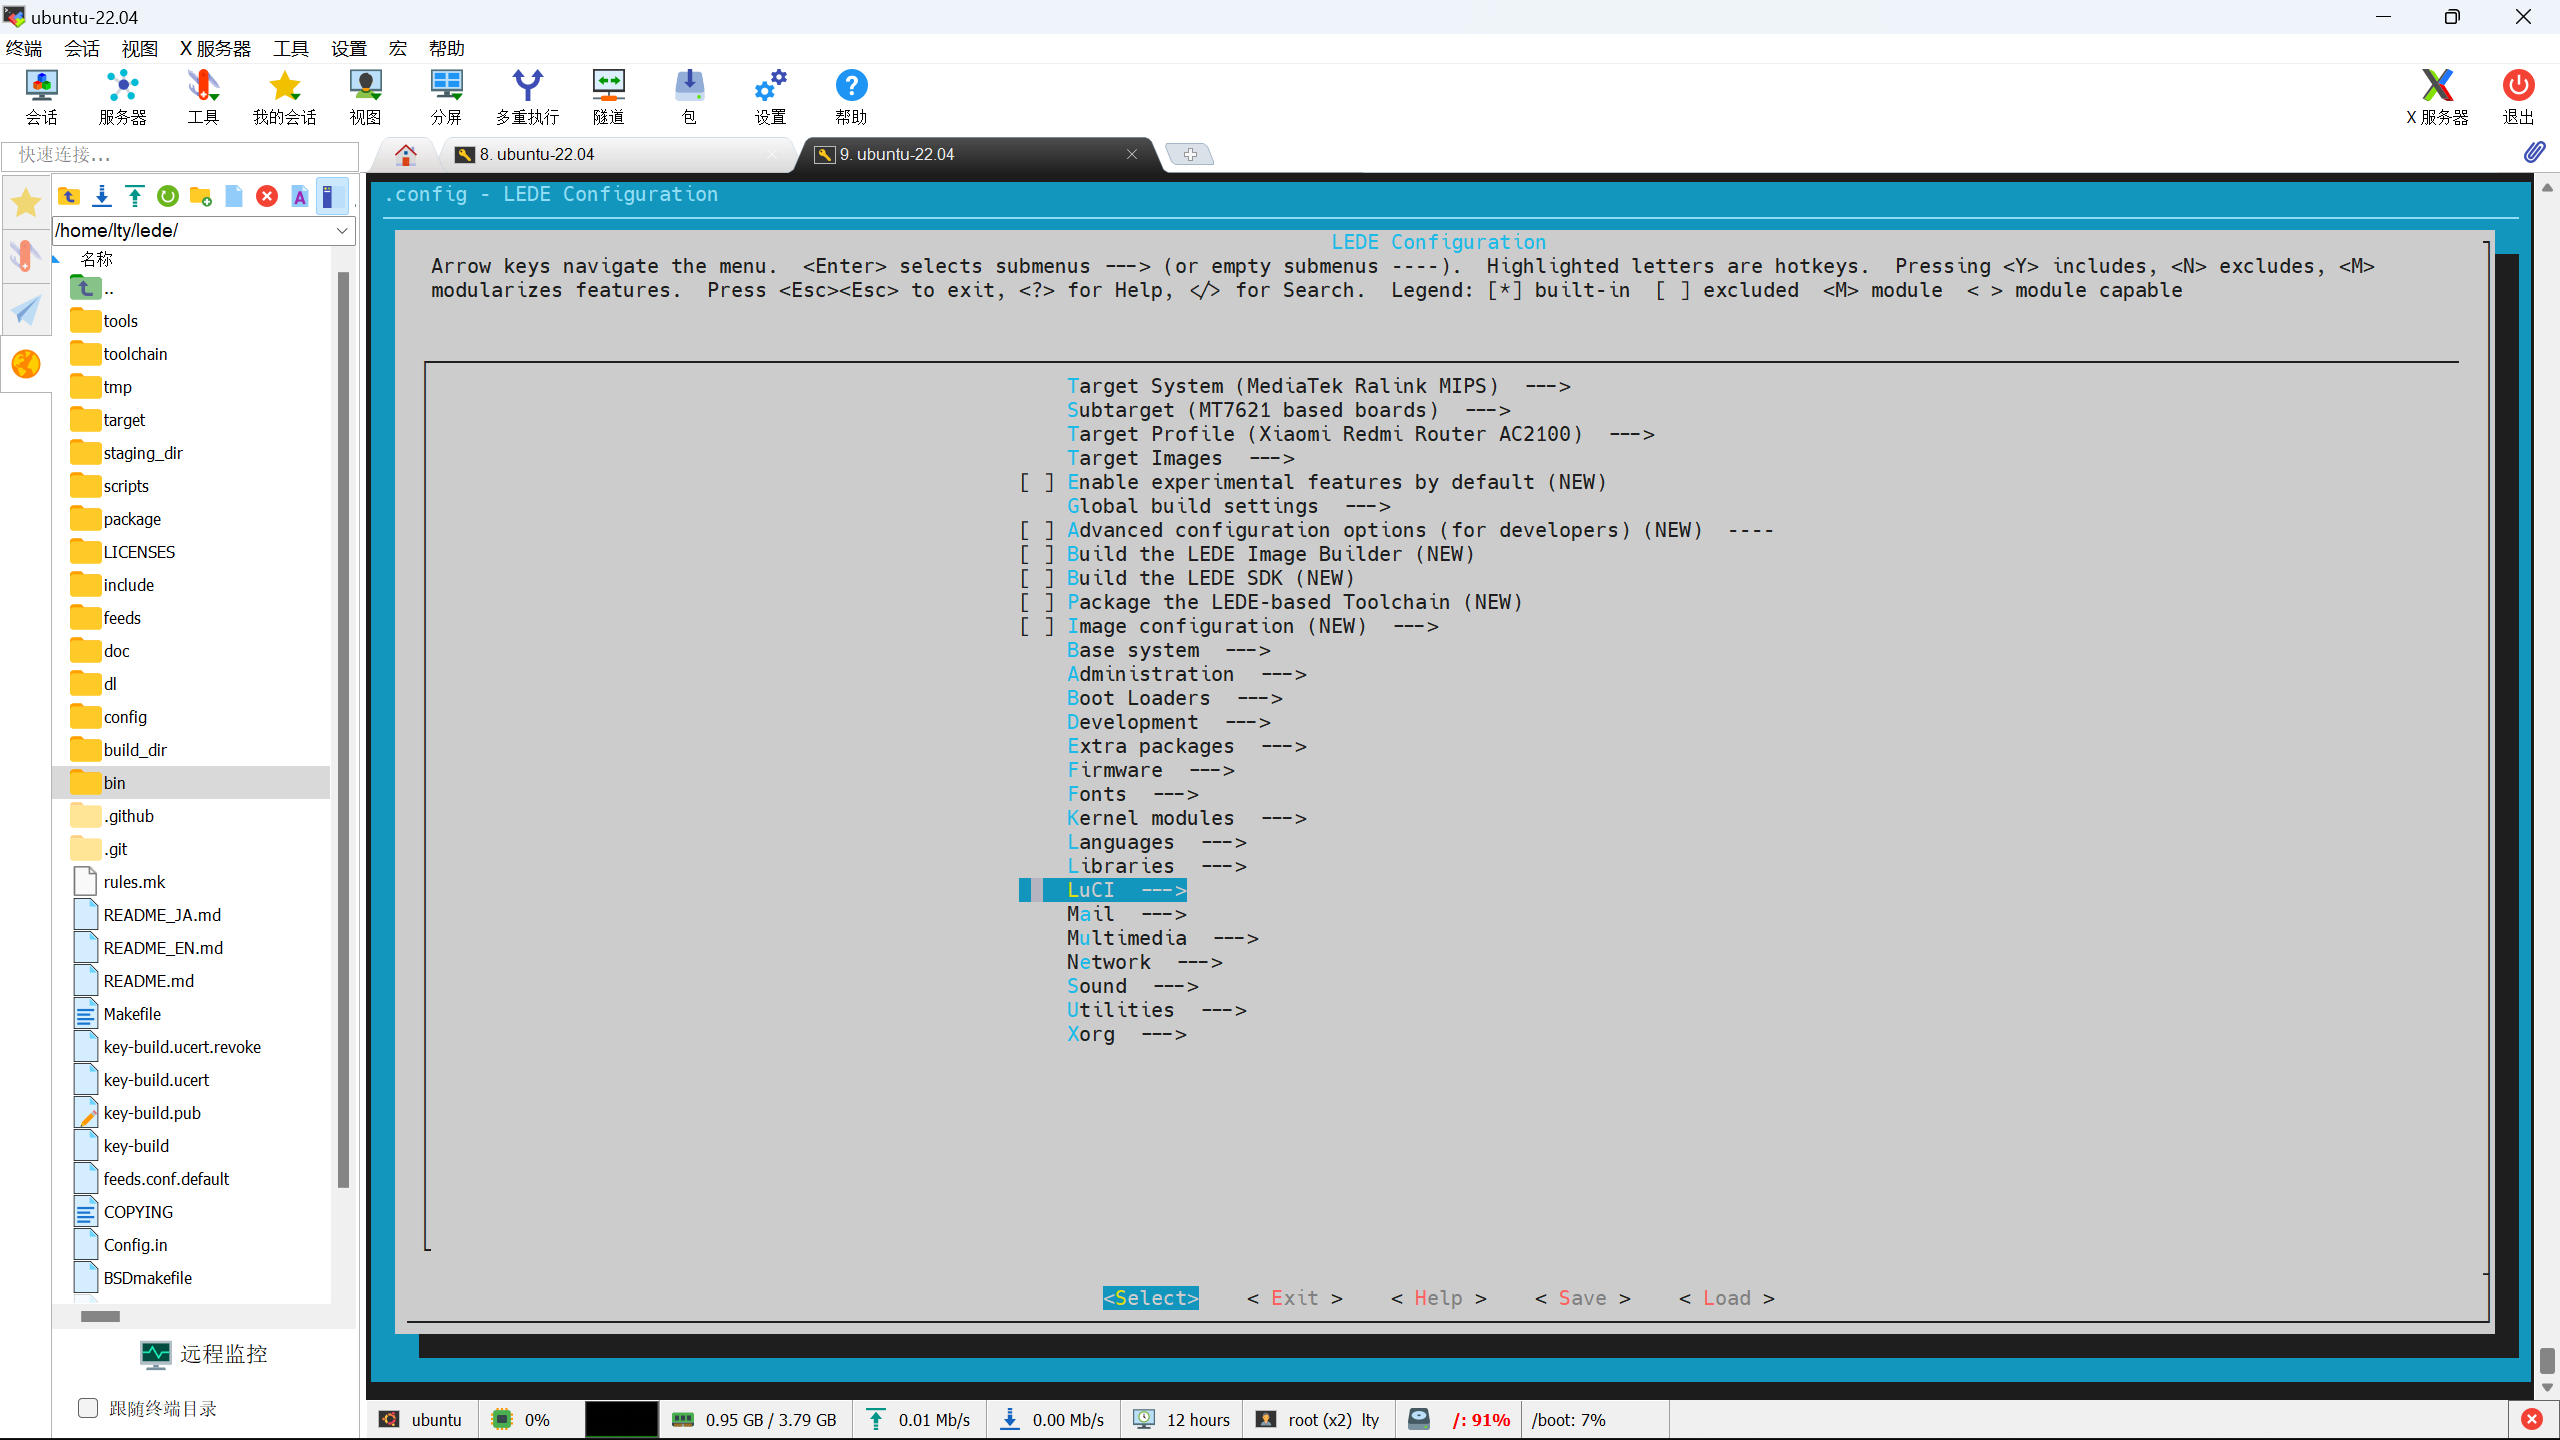 ubuntu-22.04
终端 会话 视图 X 服务器 工具 设置 宏 帮助
会话 服务器 工具 我的会话 视图 分屏 多重执行 隧道 包 设置 帮助 X 服务器 退出
快速连接...
8. ubuntu-22.04
9. ubuntu-22.04
/home/lty/lede/
名称
..
tools
toolchain
tmp
target
staging_dir
scripts
package
LICENSES
include
feeds
doc
dl
config
build_dir
bin
.github
.git
rules.mk
README_JA.md
README_EN.md
README.md
Makefile
key-build.ucert.revoke
key-build.ucert
key-build.pub
key-build
feeds.conf.default
COPYING
Config.in
BSDmakefile
远程监控
跟随终端目录
.config - LEDE Configuration
LEDE Configuration
Arrow keys navigate the menu.  <Enter> selects submenus ---> (or empty submenus ----).  Highlighted letters are hotkeys.  Pressing <Y> includes, <N> excludes, <M>
modularizes features.  Press <Esc><Esc> to exit, <?> for Help, </> for Search.  Legend: [*] built-in  [ ] excluded  <M> module  < > module capable
Target System (MediaTek Ralink MIPS)  --->
Subtarget (MT7621 based boards)  --->
Target Profile (Xiaomi Redmi Router AC2100)  --->
Target Images  --->
[ ] Enable experimental features by default (NEW)
Global build settings  --->
[ ] Advanced configuration options (for developers) (NEW)  ----
[ ] Build the LEDE Image Builder (NEW)
[ ] Build the LEDE SDK (NEW)
[ ] Package the LEDE-based Toolchain (NEW)
[ ] Image configuration (NEW)  --->
Base system  --->
Administration  --->
Boot Loaders  --->
Development  --->
Extra packages  --->
Firmware  --->
Fonts  --->
Kernel modules  --->
Languages  --->
Libraries  --->
LuCI  --->
Mail  --->
Multimedia  --->
Network  --->
Sound  --->
Utilities  --->
Xorg  --->
<Select>    < Exit >    < Help >    < Save >    < Load >
ubuntu 0% 0.95 GB / 3.79 GB 0.01 Mb/s 0.00 Mb/s 12 hours root (x2) lty /: 91% /boot: 7%